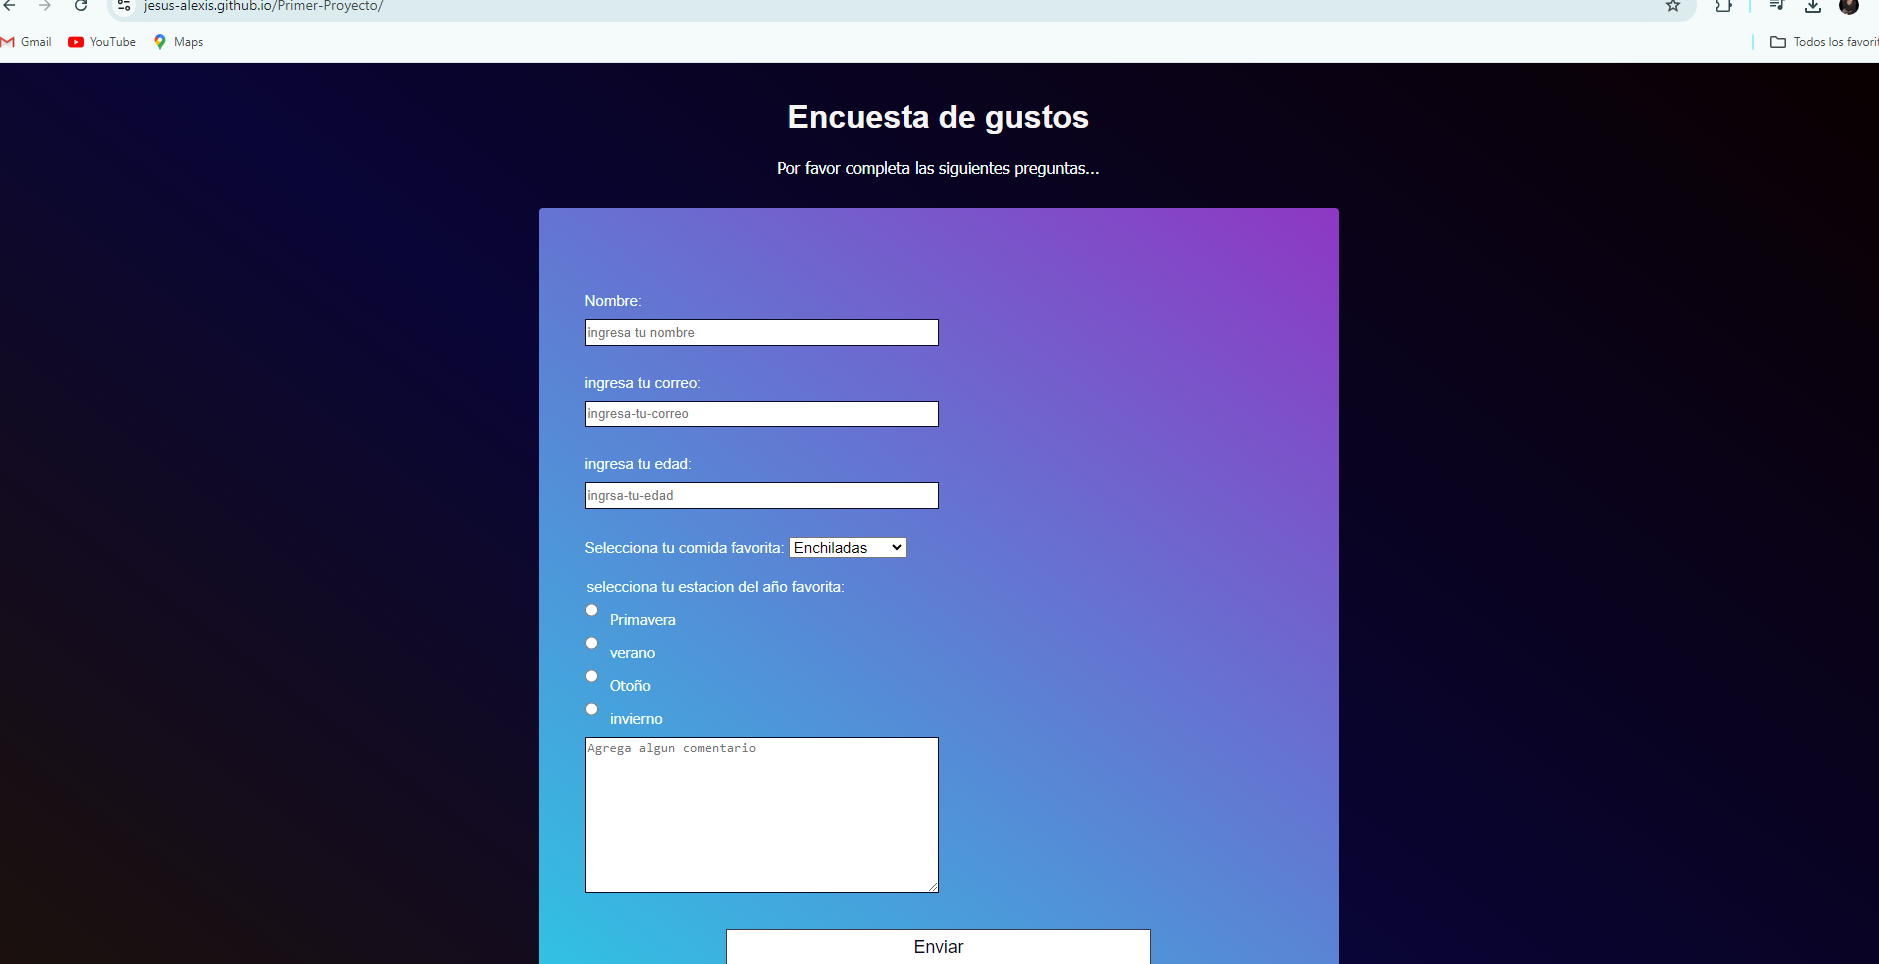 jesus-alexis.github.io/Primer-Proyecto/
Gmail YouTube Maps Todos los favorit
Encuesta de gustos
Por favor completa las siguientes preguntas...
Nombre:
ingresa tu nombre
ingresa tu correo:
ingresa-tu-correo
ingresa tu edad:
ingrsa-tu-edad
Selecciona tu comida favorita: Enchiladas
selecciona tu estacion del año favorita:
Primavera
verano
Otoño
invierno
Agrega algun comentario
Enviar